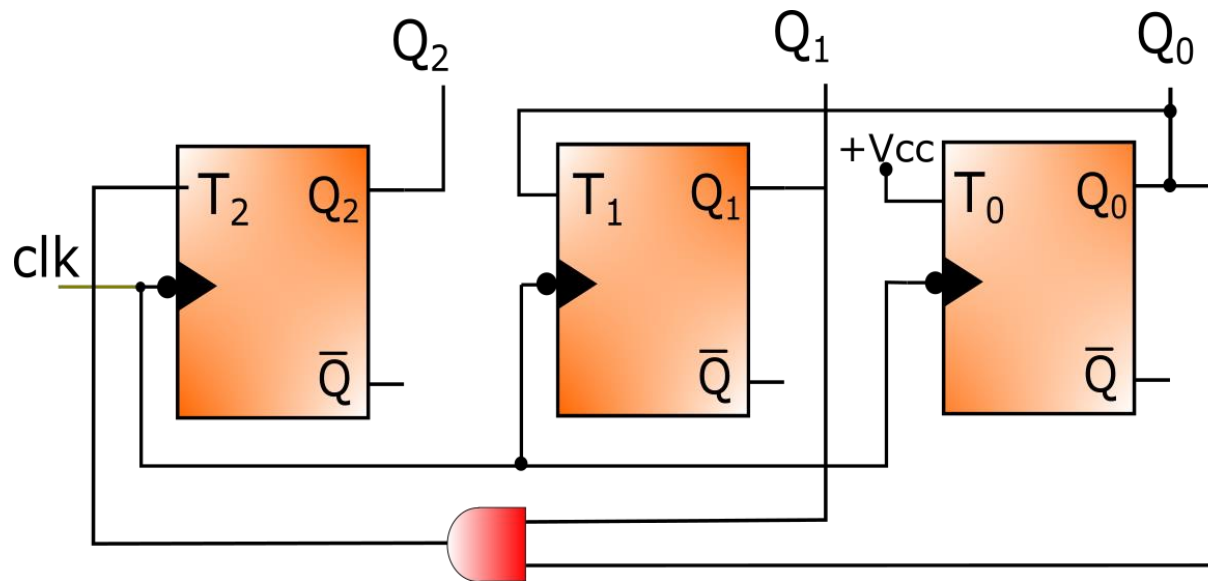 Q₂
Q₁
Q₀
+Vcc
T₂ Q₂
T₁ Q₁
T₀ Q₀
clk
Q̅
Q̅
Q̅